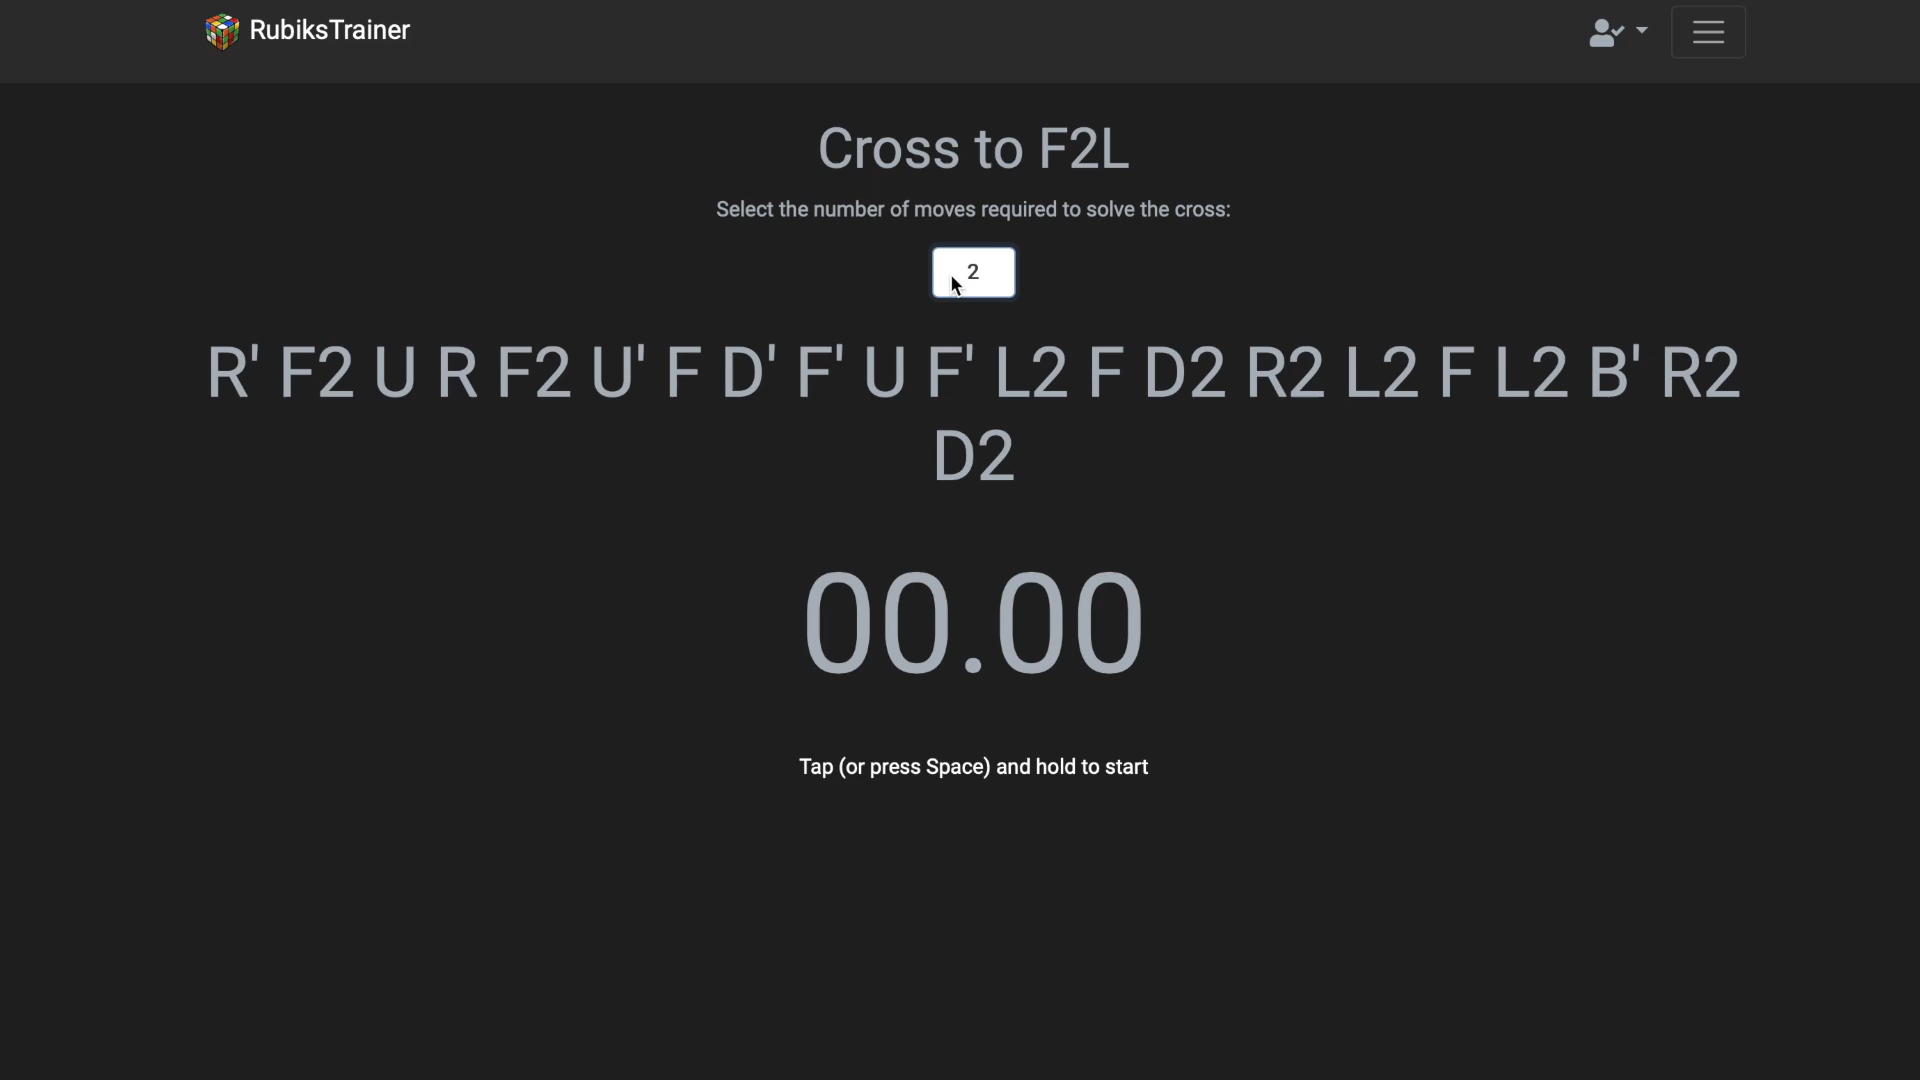 RubiksTrainer
Cross to F2L
Select the number of moves required to solve the cross:
2
R' F2 U R F2 U' F D' F' U F' L2 F D2 R2 L2 F L2 B' R2
D2
00.00
Tap (or press Space) and hold to start